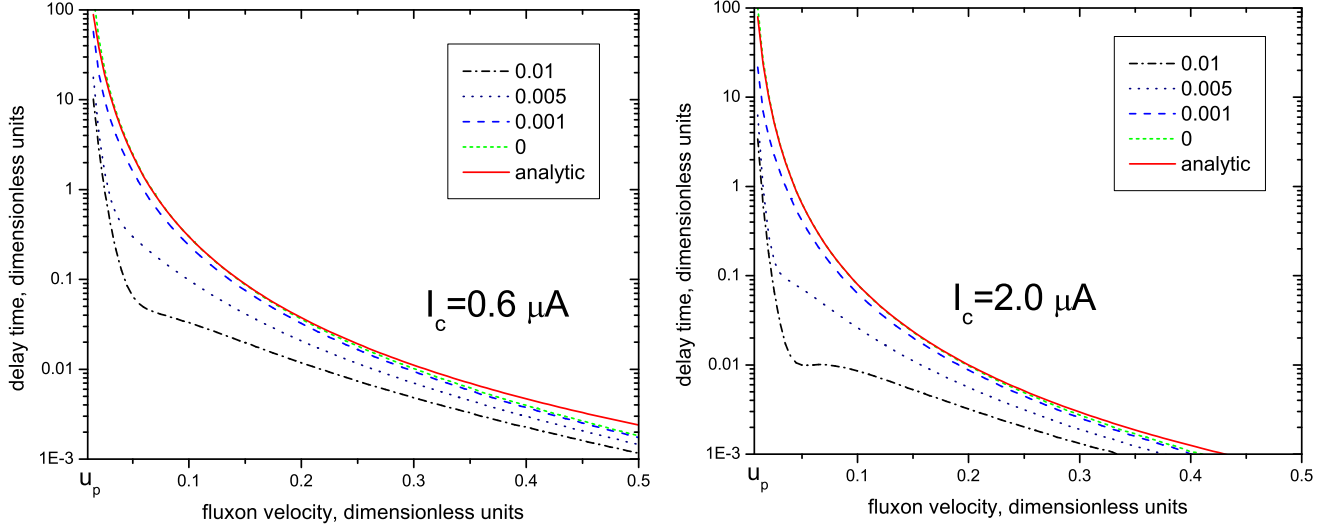 100
10
1
0.1
0.01
1E-3
delay time, dimensionless units
0.01
0.005
0.001
0
analytic
I_c=0.6 μA
u_p
0.1
0.2
0.3
0.4
0.5
fluxon velocity, dimensionless units
100
10
1
0.1
0.01
1E-3
delay time, dimensionless units
0.01
0.005
0.001
0
analytic
I_c=2.0 μA
u_p
0.1
0.2
0.3
0.4
0.5
fluxon velocity, dimensionless units